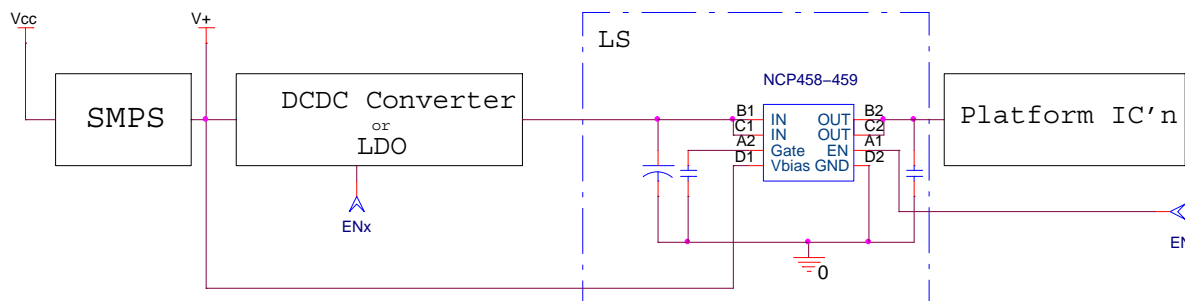 Vcc
V+
LS
NCP458-459
SMPS
DCDC Converter
or
LDO
Platform IC'n
B1
C1
A2
D1
IN
IN
Gate
Vbias
OUT
OUT
EN
GND
B2
C2
A1
D2
ENx
EN
0